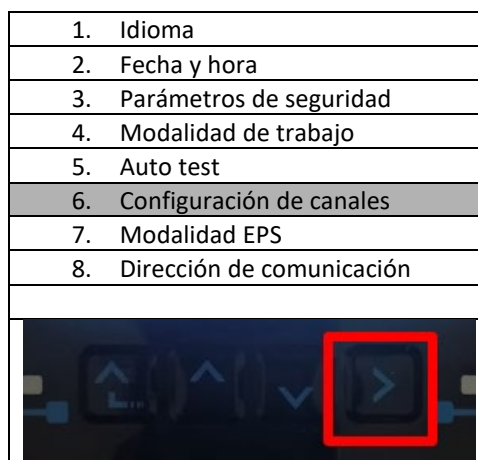 1. Idioma
2. Fecha y hora
3. Parámetros de seguridad
4. Modalidad de trabajo
5. Auto test
6. Configuración de canales
7. Modalidad EPS
8. Dirección de comunicación